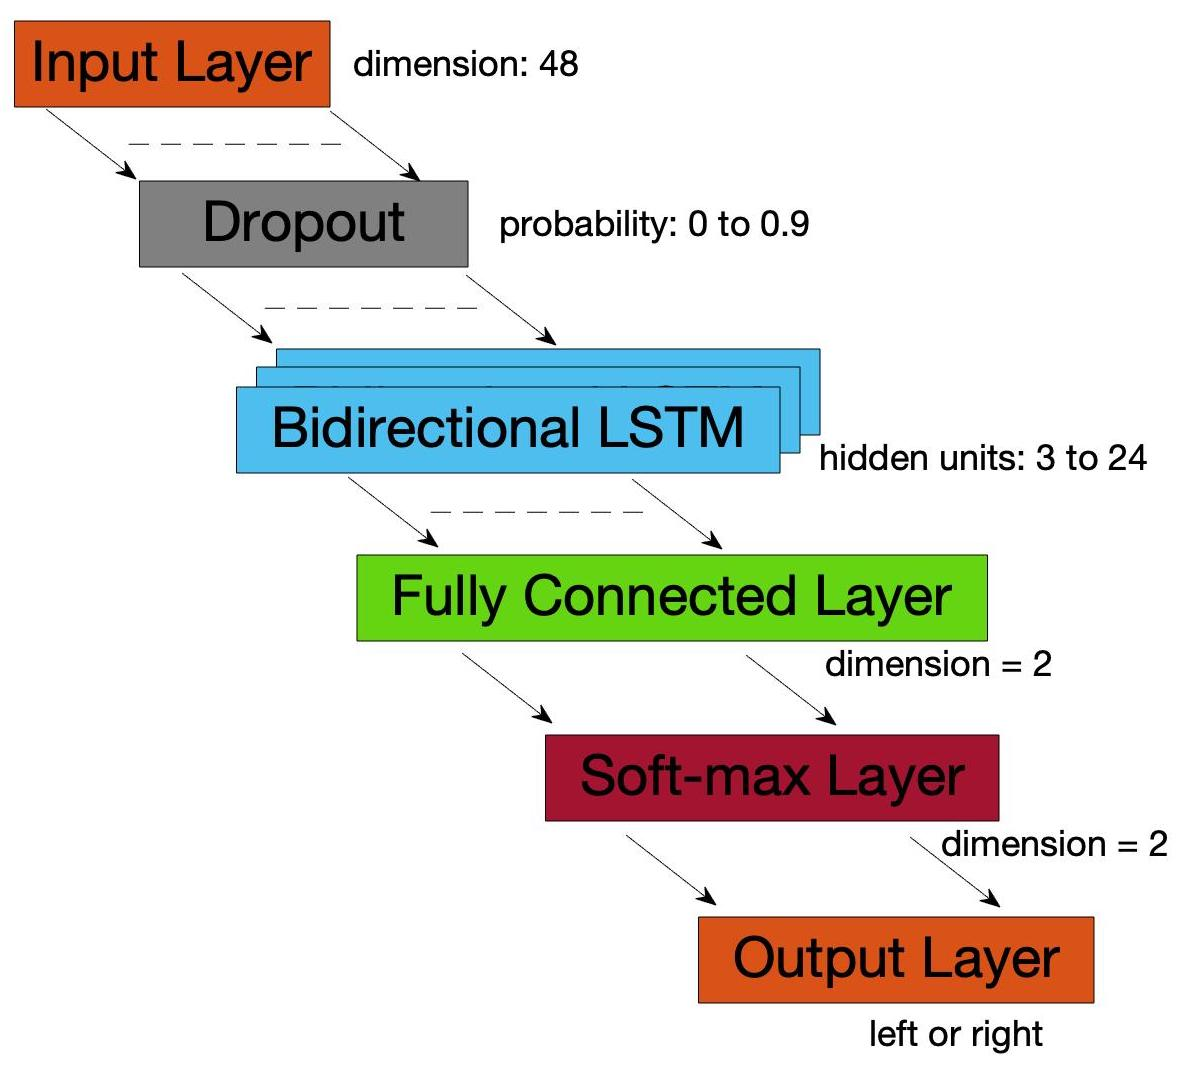 Input Layer
dimension: 48
Dropout
probability: 0 to 0.9
Bidirectional LSTM
hidden units: 3 to 24
Fully Connected Layer
dimension = 2
Soft-max Layer
dimension = 2
Output Layer
left or right